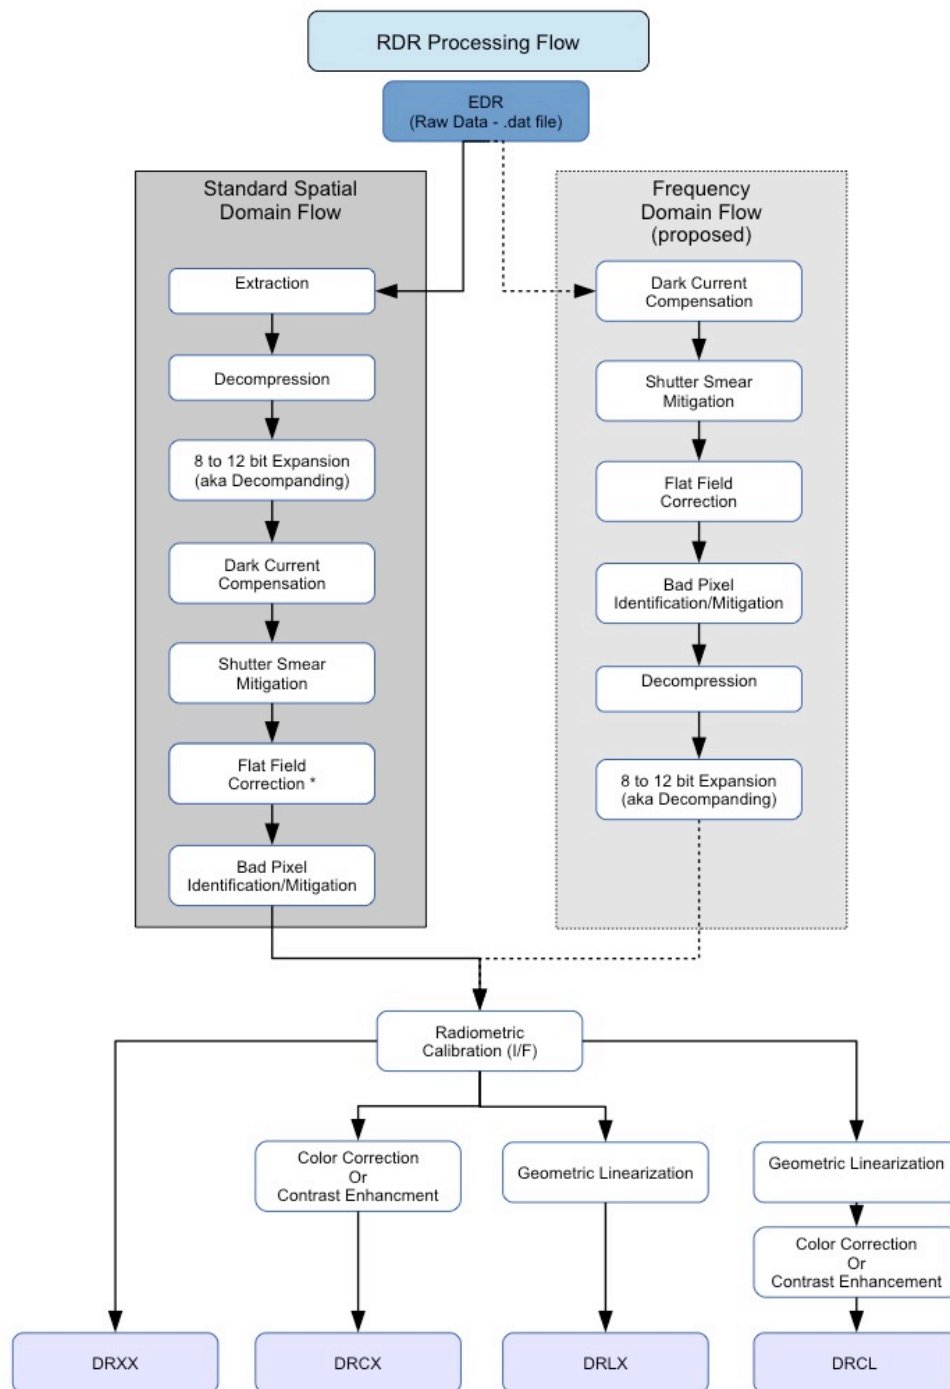 RDR Processing Flow
EDR
(Raw Data - .dat file)
Standard Spatial
Domain Flow
Extraction
Decompression
8 to 12 bit Expansion
(aka Decompanding)
Dark Current
Compensation
Shutter Smear
Mitigation
Flat Field
Correction *
Bad Pixel
Identification/Mitigation
Frequency
Domain Flow
(proposed)
Dark Current
Compensation
Shutter Smear
Mitigation
Flat Field
Correction
Bad Pixel
Identification/Mitigation
Decompression
8 to 12 bit Expansion
(aka Decompanding)
Radiometric
Calibration (I/F)
Color Correction
Or
Contrast Enhancment
Geometric Linearization
Geometric Linearization
Color Correction
Or
Contrast Enhancement
DRXX
DRCX
DRLX
DRCL